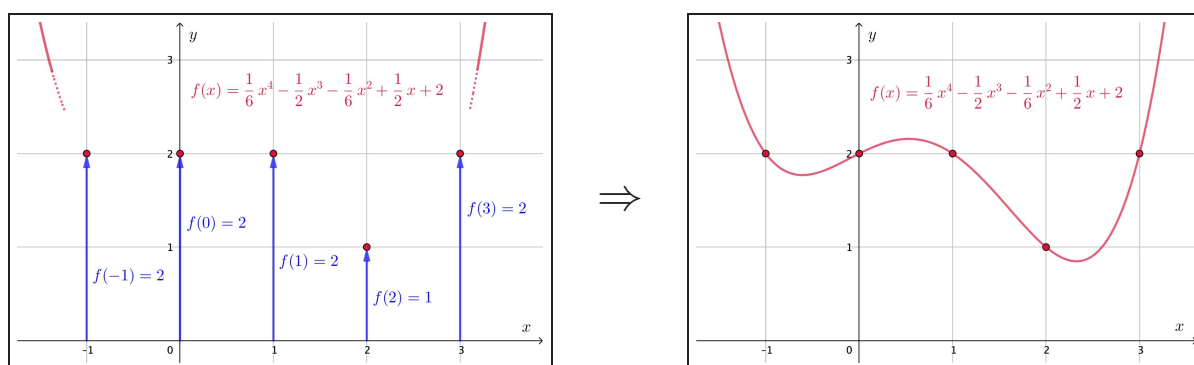 y
3
f(x) = 1/6 x⁴ − 1/2 x³ − 1/6 x² + 1/2 x + 2
2
f(0) = 2
f(3) = 2
1
f(−1) = 2
f(1) = 2
f(2) = 1
x
−1 0 1 2 3
⇒
y
3
f(x) = 1/6 x⁴ − 1/2 x³ − 1/6 x² + 1/2 x + 2
2
1
x
−1 0 1 2 3